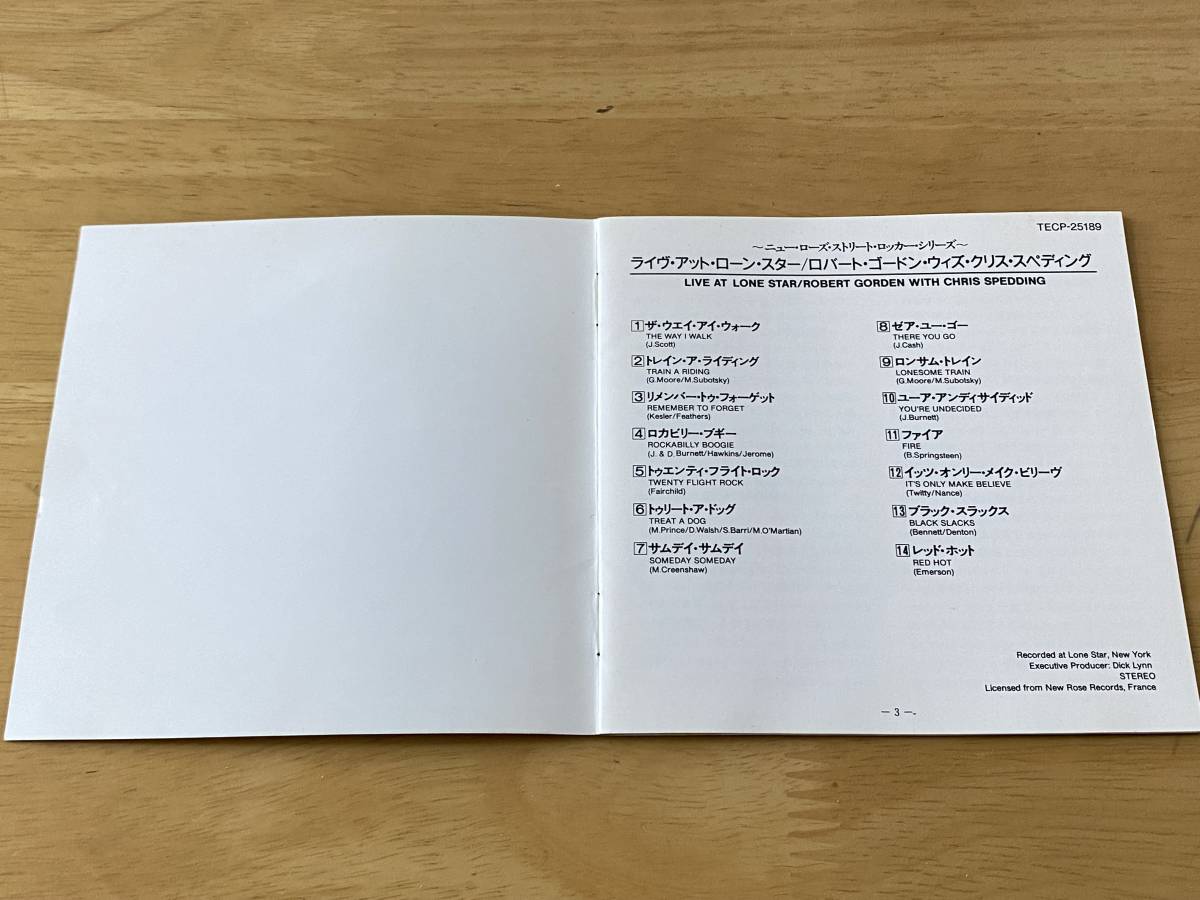 TECP-25189
〜ニュー・ローズ・ストリート・ロッカー・シリーズ〜
ライヴ・アット・ローン・スター/ロバート・ゴードン・ウィズ・クリス・スペディング
LIVE AT LONE STAR/ROBERT GORDEN WITH CHRIS SPEDDING
1 ザ・ウエイ・アイ・ウォーク
THE WAY I WALK
(J.Scott)
2 トレイン・ア・ライディング
TRAIN A RIDING
(G.Moore/M.Subotsky)
3 リメンバー・トゥ・フォーゲット
REMEMBER TO FORGET
(Kesler/Feathers)
4 ロカビリー・ブギー
ROCKABILLY BOOGIE
(J. & D. Burnett/Hawkins/Jerome)
5 トゥエンティ・フライト・ロック
TWENTY FLIGHT ROCK
(Fairchild)
6 トゥリート・ア・ドッグ
TREAT A DOG
(M.Prince/D.Walsh/S.Barri/M.O'Martian)
7 サムデイ・サムデイ
SOMEDAY SOMEDAY
(M.Creenshaw)
8 ゼア・ユー・ゴー
THERE YOU GO
(J.Cash)
9 ロンサム・トレイン
LONESOME TRAIN
(G.Moore/M.Subotsky)
10 ユーア・アンディサイディッド
YOU'RE UNDECIDED
(J.Burnett)
11 ファイア
FIRE
(B.Springsteen)
12 イッツ・オンリー・メイク・ビリーヴ
IT'S ONLY MAKE BELIEVE
(Twitty/Nance)
13 ブラック・スラックス
BLACK SLACKS
(Bennett/Denton)
14 レッド・ホット
RED HOT
(Emerson)
Recorded at Lone Star, New York
Executive Producer: Dick Lynn
STEREO
Licensed from New Rose Records, France
— 3 —